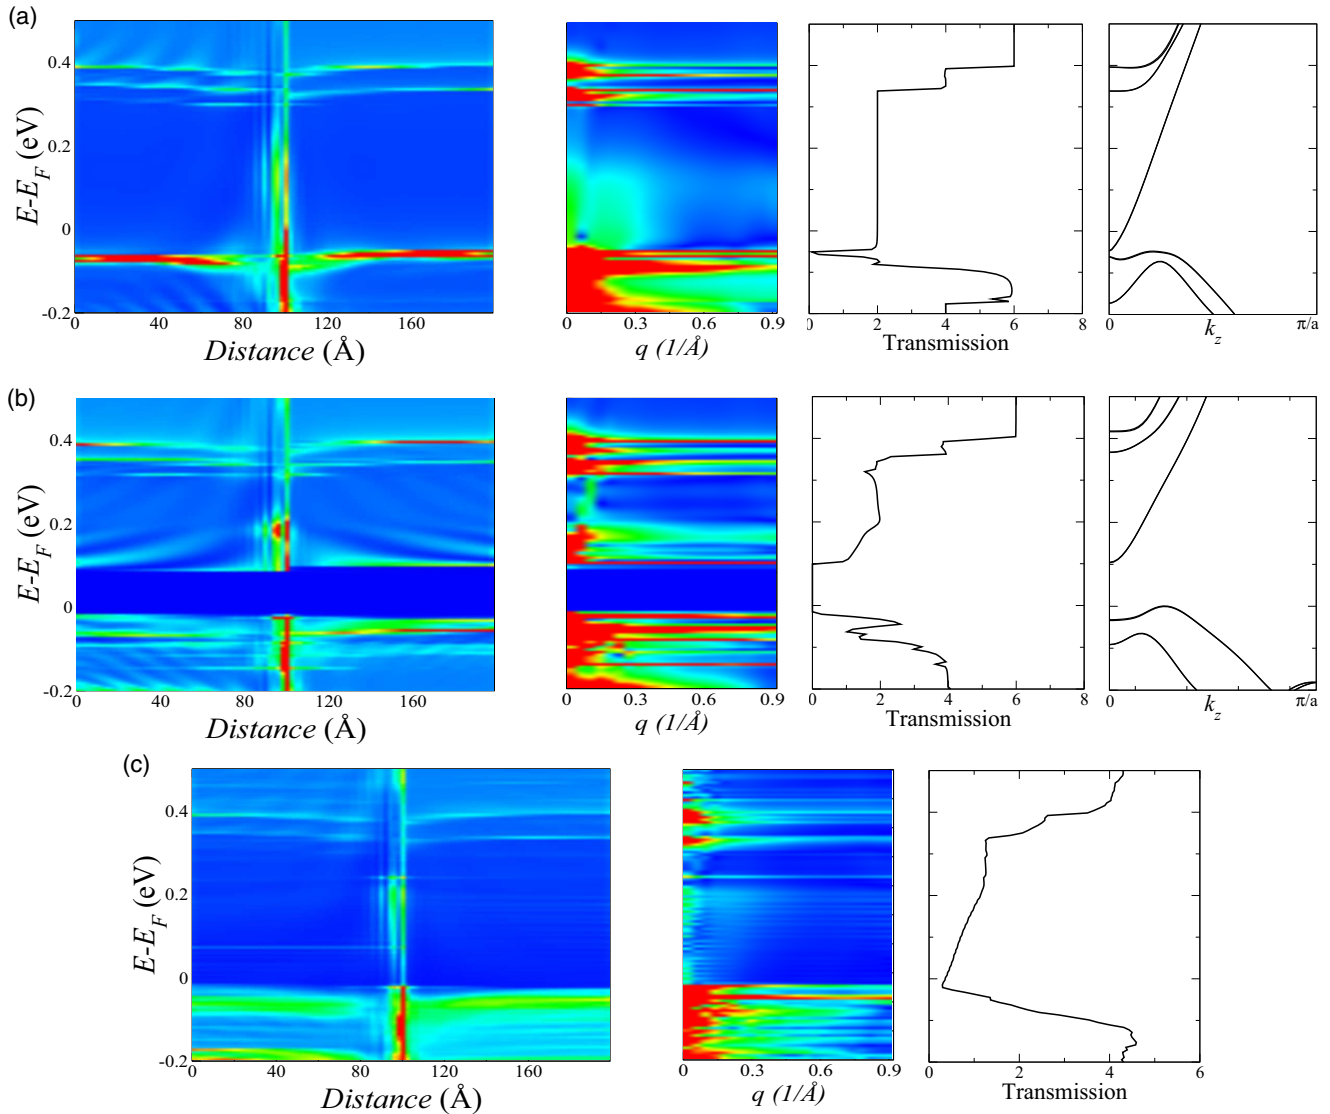 (a)
E-E_F (eV)
0.4
0.2
0
-0.2
0 40 80 120 160
Distance (Å)
0 0.3 0.6 0.9
q (1/Å)
0 2 4 6 8
Transmission
0 k_z π/a
(b)
E-E_F (eV)
0.4
0.2
0
-0.2
0 40 80 120 160
Distance (Å)
0 0.3 0.6 0.9
q (1/Å)
0 2 4 6 8
Transmission
0 k_z π/a
(c)
E-E_F (eV)
0.4
0.2
0
-0.2
0 40 80 120 160
Distance (Å)
0 0.3 0.6 0.9
q (1/Å)
0 2 4 6
Transmission